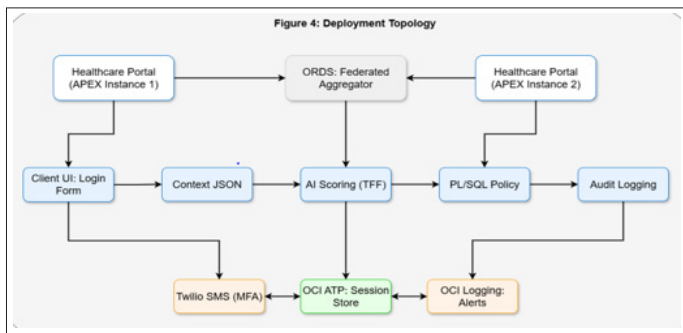 Figure 4: Deployment Topology
Healthcare Portal
(APEX Instance 1)
ORDS: Federated
Aggregator
Healthcare Portal
(APEX Instance 2)
Client UI: Login
Form
Context JSON
AI Scoring (TFF)
PL/SQL Policy
Audit Logging
Twilio SMS (MFA)
OCI ATP: Session
Store
OCI Logging:
Alerts